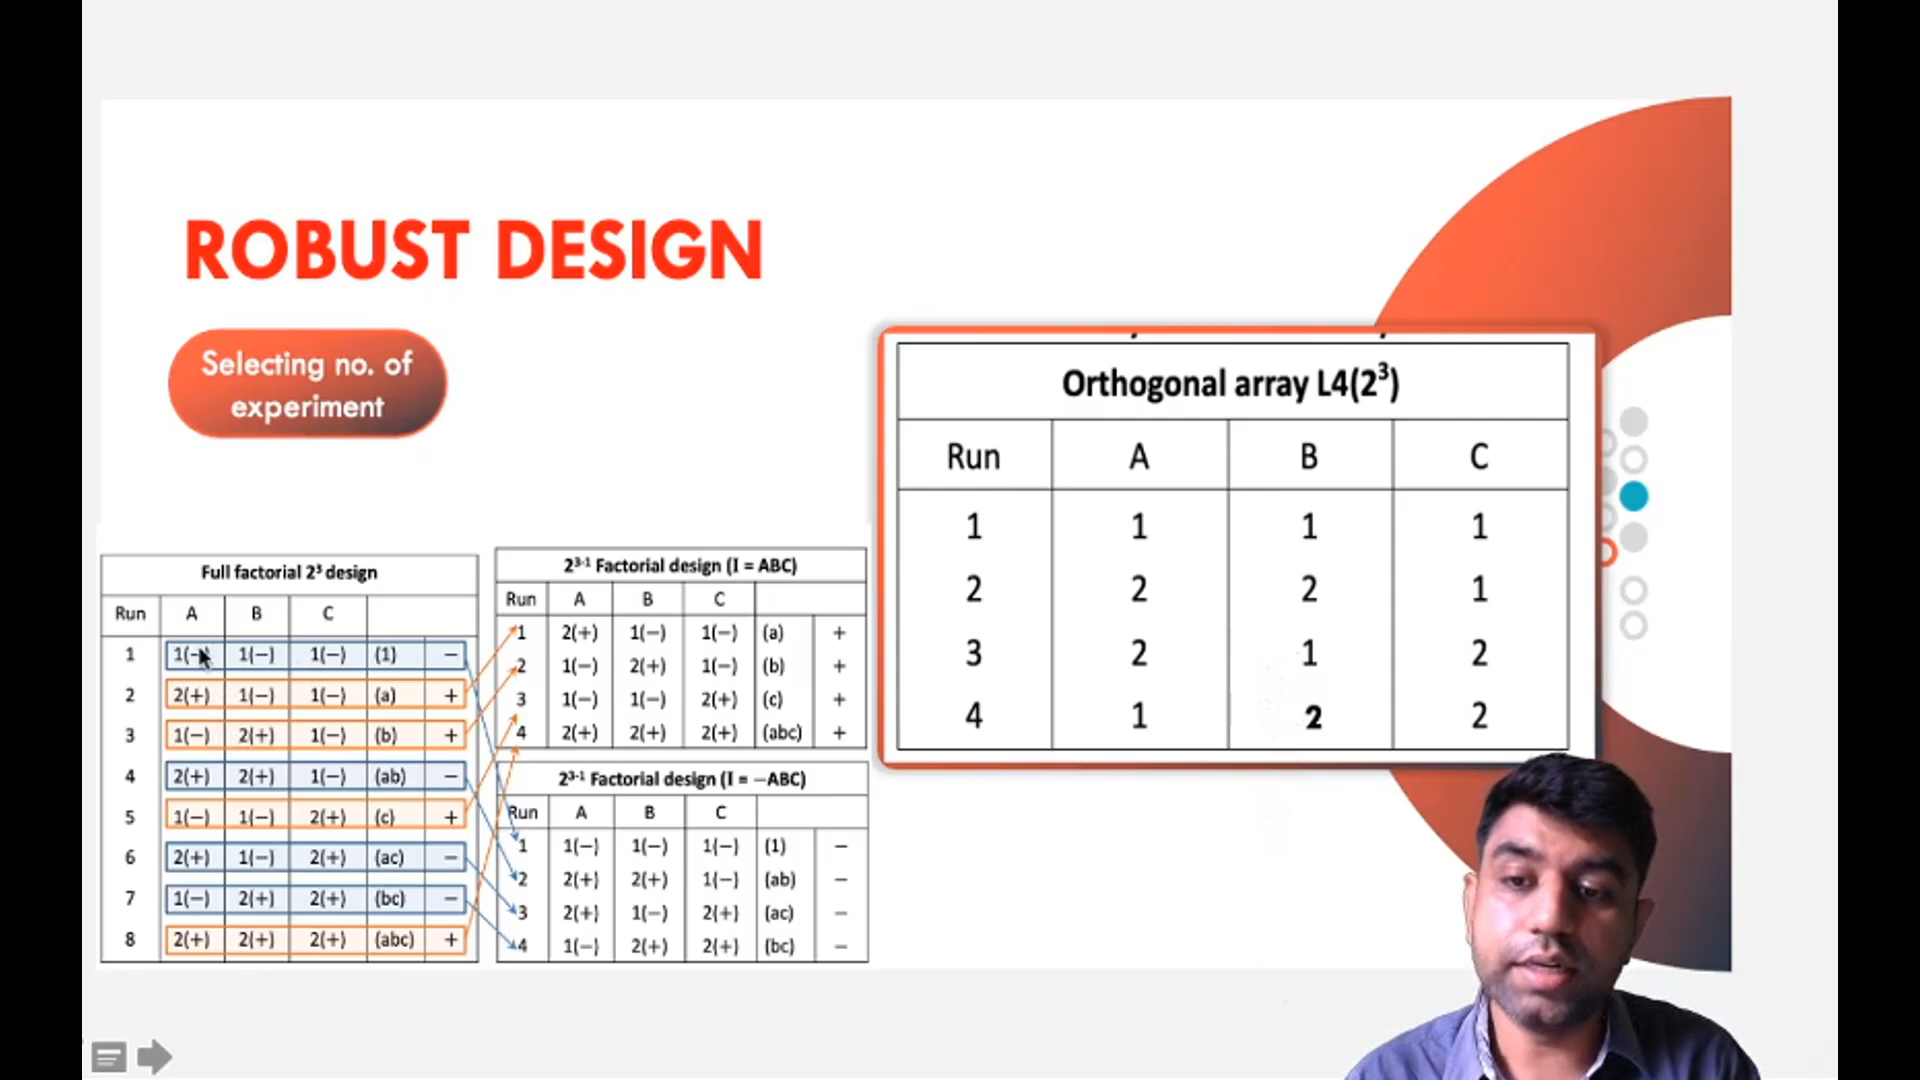 ROBUST DESIGN
Selecting no. of
experiment
Full factorial 2³ design
Run A B C
1 1(−) 1(−) 1(−) (1) −
2 2(+) 1(−) 1(−) (a) +
3 1(−) 2(+) 1(−) (b) +
4 2(+) 2(+) 1(−) (ab) −
5 1(−) 1(−) 2(+) (c) +
6 2(+) 1(−) 2(+) (ac) −
7 1(−) 2(+) 2(+) (bc) −
8 2(+) 2(+) 2(+) (abc) +
2³⁻¹ Factorial design (I = ABC)
Run A B C
1 2(+) 1(−) 1(−) (a) +
2 1(−) 2(+) 1(−) (b) +
3 1(−) 1(−) 2(+) (c) +
4 2(+) 2(+) 2(+) (abc) +
2³⁻¹ Factorial design (I = −ABC)
Run A B C
1 1(−) 1(−) 1(−) (1) −
2 2(+) 2(+) 1(−) (ab) −
3 2(+) 1(−) 2(+) (ac) −
4 1(−) 2(+) 2(+) (bc) −
Orthogonal array L4(2³)
Run A B C
1 1 1 1
2 2 2 1
3 2 1 2
4 1 2 2